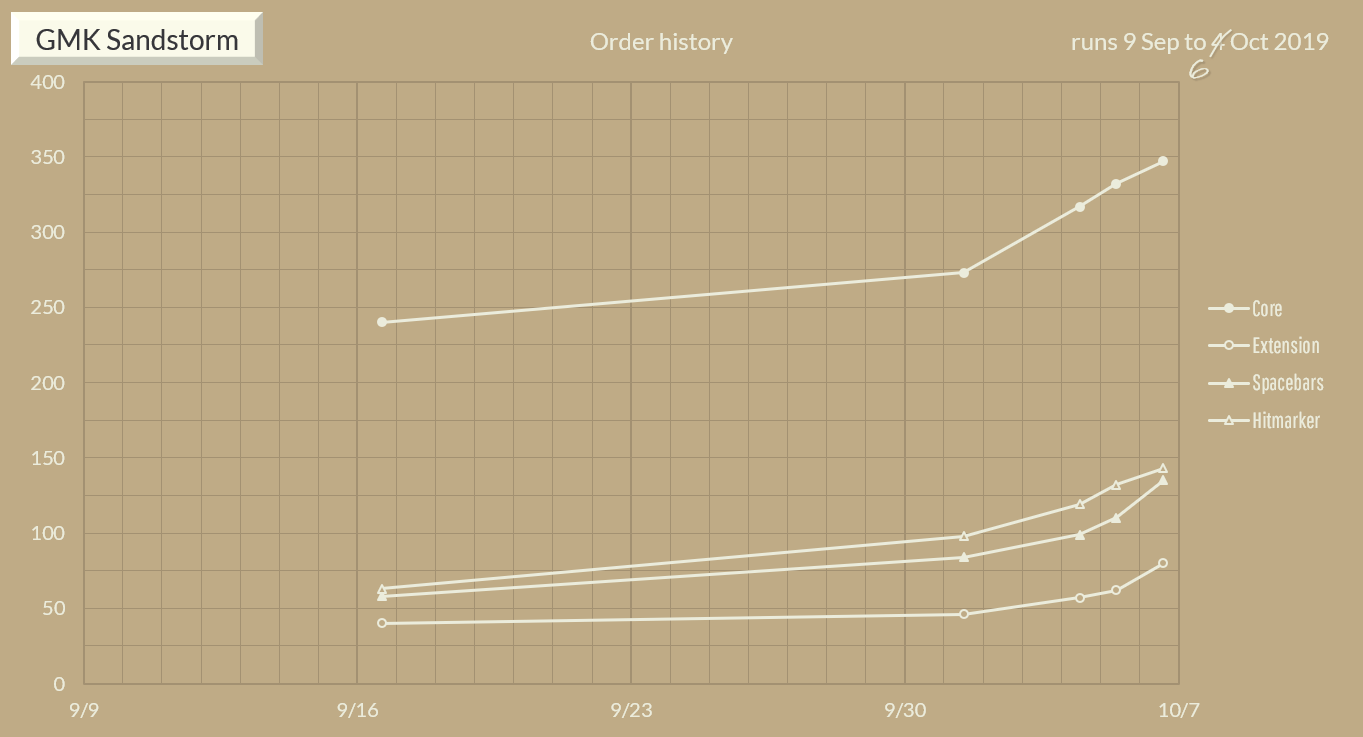 GMK Sandstorm
Order history
runs 9 Sep to 4 Oct 2019
6
400
350
300
250
200
150
100
50
0
9/9 9/16 9/23 9/30 10/7
Core
Extension
Spacebars
Hitmarker